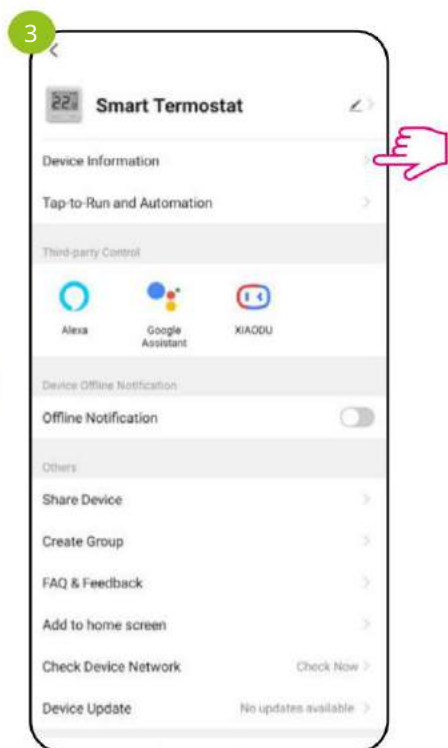 3
22
Smart Termostat
Device Information
Tap-to-Run and Automation
Third-party Control
Alexa
Google
Assistant
XIAODU
Device Offline Notification
Offline Notification
Others
Share Device
Create Group
FAQ & Feedback
Add to home screen
Check Device Network Check Now
Device Update No updates available